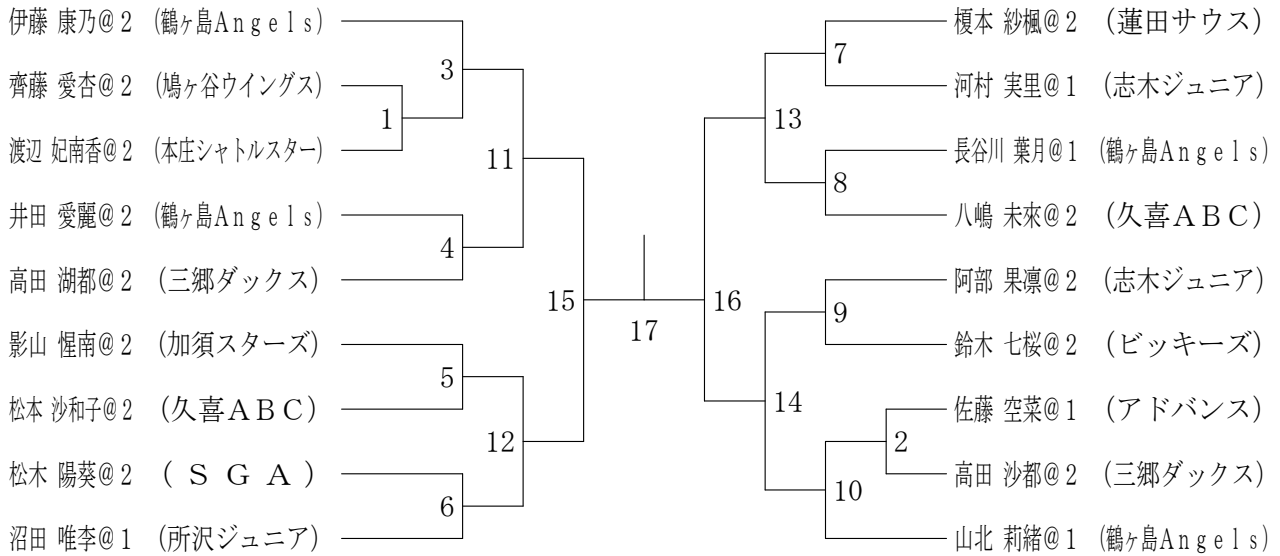 伊藤 康乃@２ (鶴ヶ島Ａｎｇｅｌｓ)
齊藤 愛杏@２ (鳩ヶ谷ウイングス)
渡辺 妃南香@２ (本庄シャトルスター)
井田 愛麗@２ (鶴ヶ島Ａｎｇｅｌｓ)
高田 湖都@２ (三郷ダックス)
影山 惺南@２ (加須スターズ)
松本 沙和子@２ (久喜ＡＢＣ)
松木 陽葵@２ (ＳＧＡ)
沼田 唯李@１ (所沢ジュニア)
3
1
11
4
15
5
12
6
17
榎本 紗楓@２ (蓮田サウス)
河村 実里@１ (志木ジュニア)
長谷川 葉月@１ (鶴ヶ島Ａｎｇｅｌｓ)
八嶋 未來@２ (久喜ＡＢＣ)
阿部 果凛@２ (志木ジュニア)
鈴木 七桜@２ (ビッキーズ)
佐藤 空菜@１ (アドバンス)
高田 沙都@２ (三郷ダックス)
山北 莉緒@１ (鶴ヶ島Ａｎｇｅｌｓ)
7
13
8
16
9
14
2
10